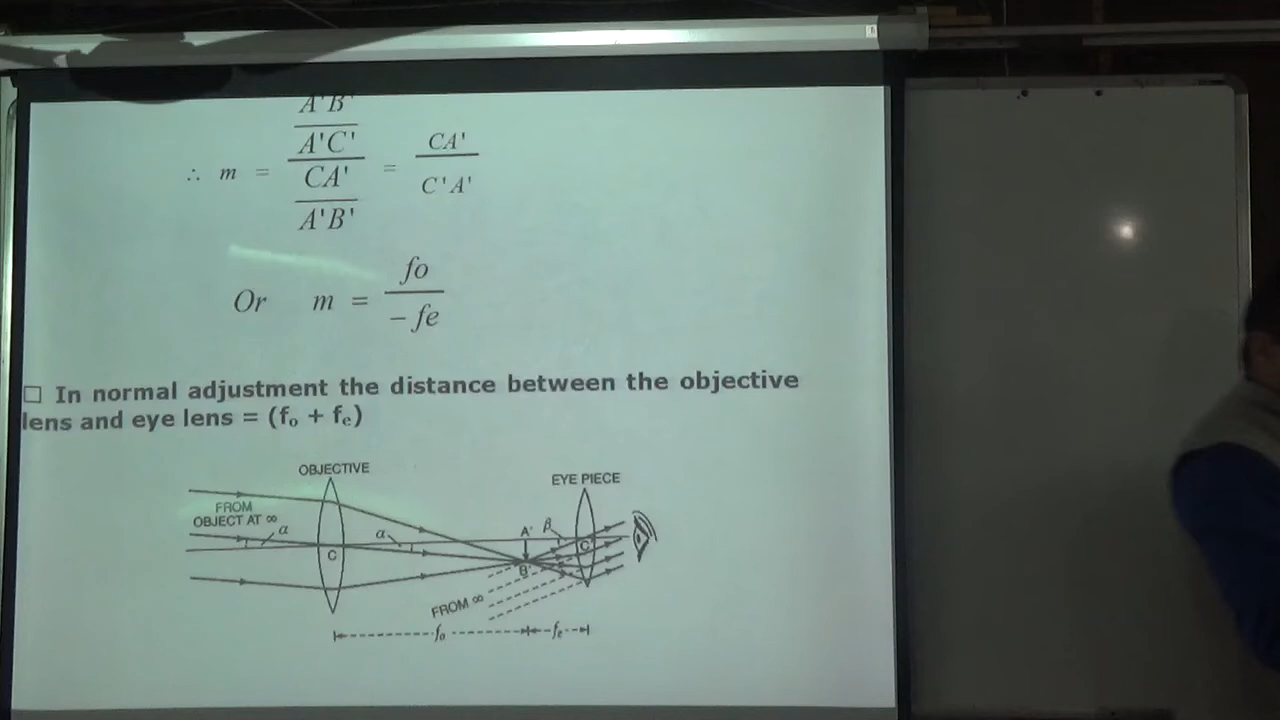 A'B'
A'C'
∴ m = =
CA'
A'B'
CA'
C'A'
Or m = fo
– fe
☐ In normal adjustment the distance between the objective
lens and eye lens = (fₒ + fₑ)
OBJECTIVE
EYE PIECE
FROM
OBJECT AT ∞
α
α
A'
β
C
C'
B'
FROM ∞
fₒ
fₑ